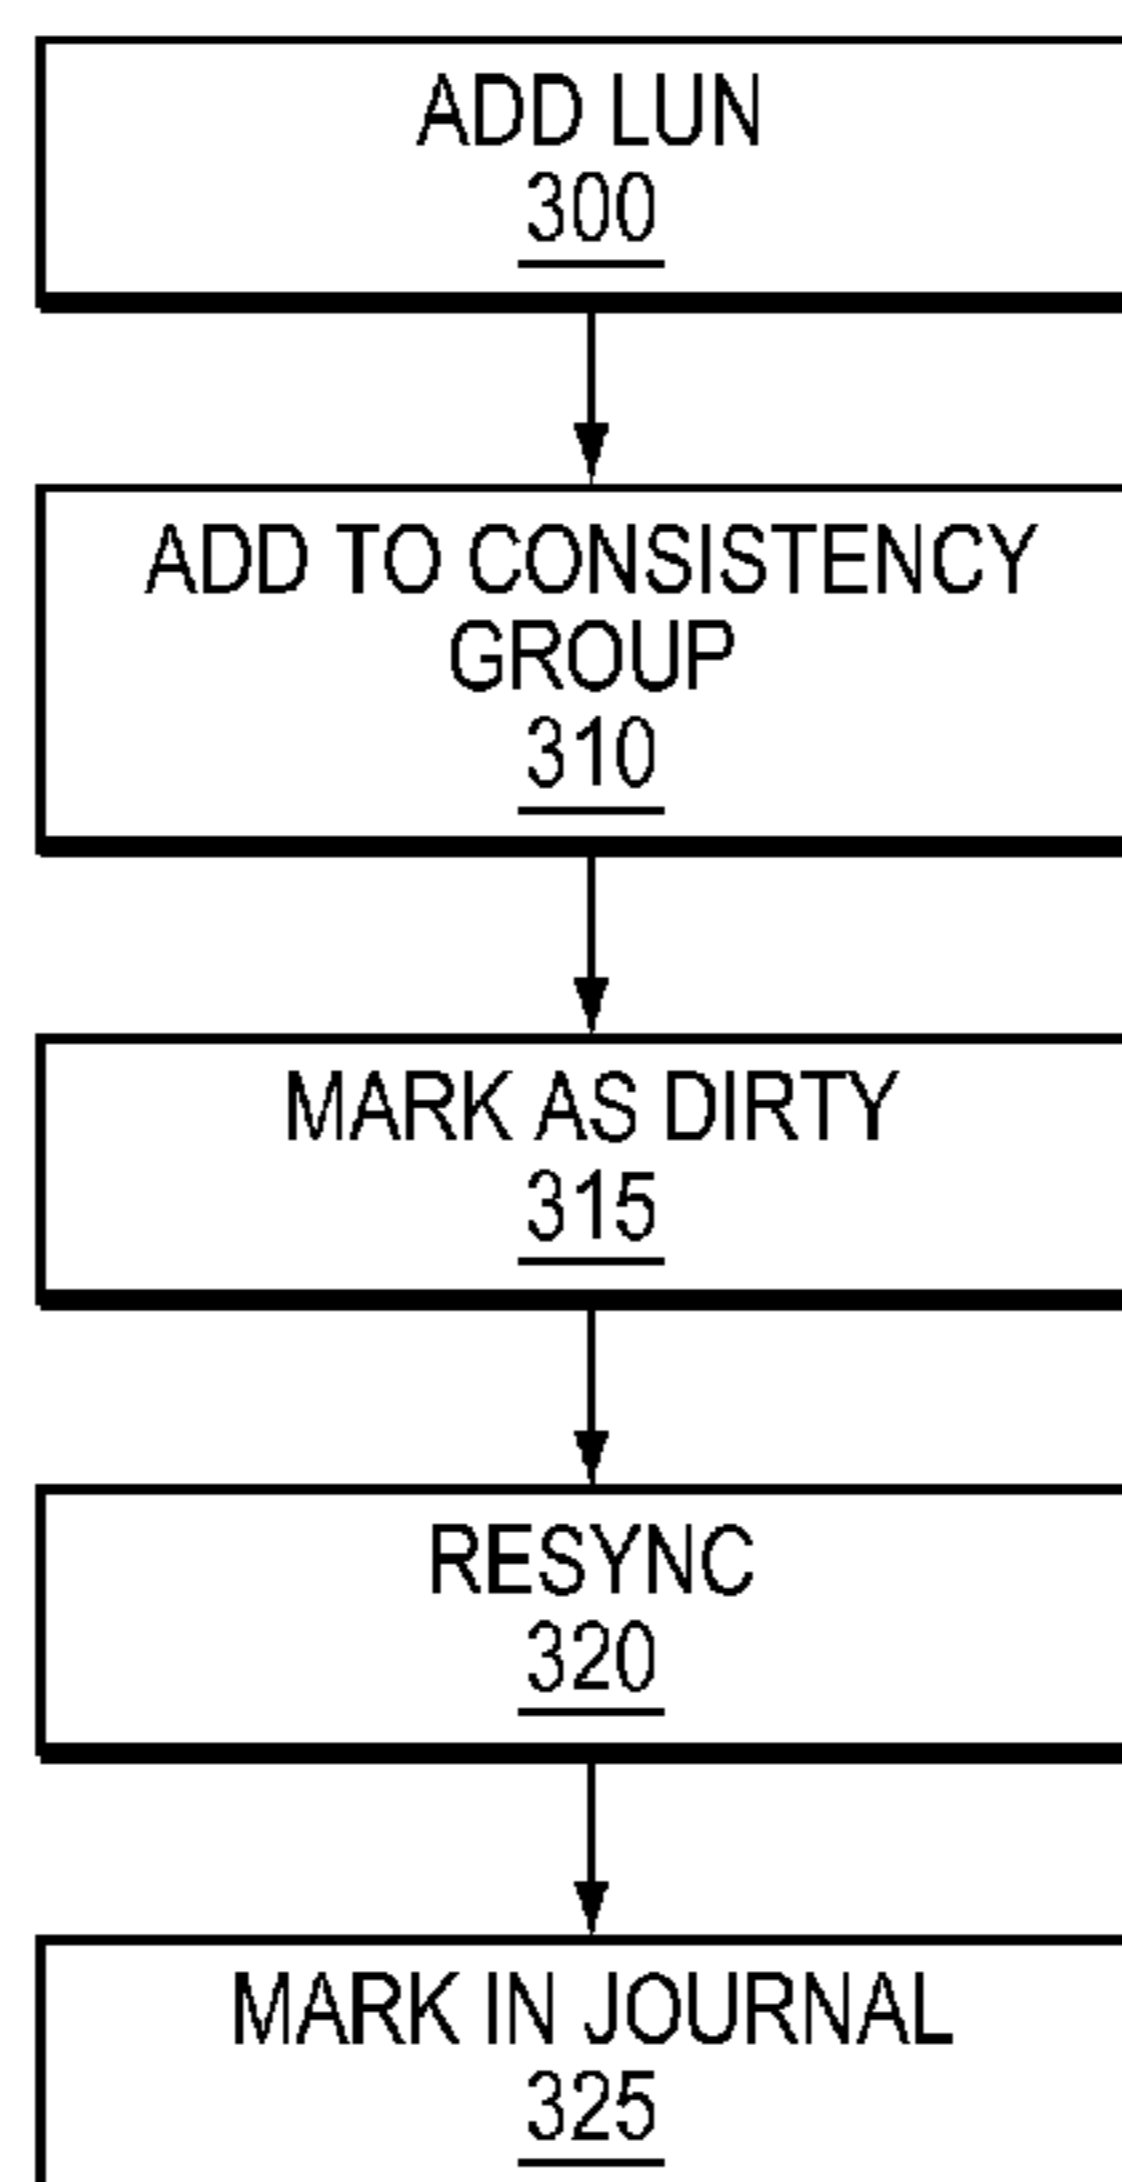 ADD LUN
300
ADD TO CONSISTENCY
GROUP
310
MARK AS DIRTY
315
RESYNC
320
MARK IN JOURNAL
325